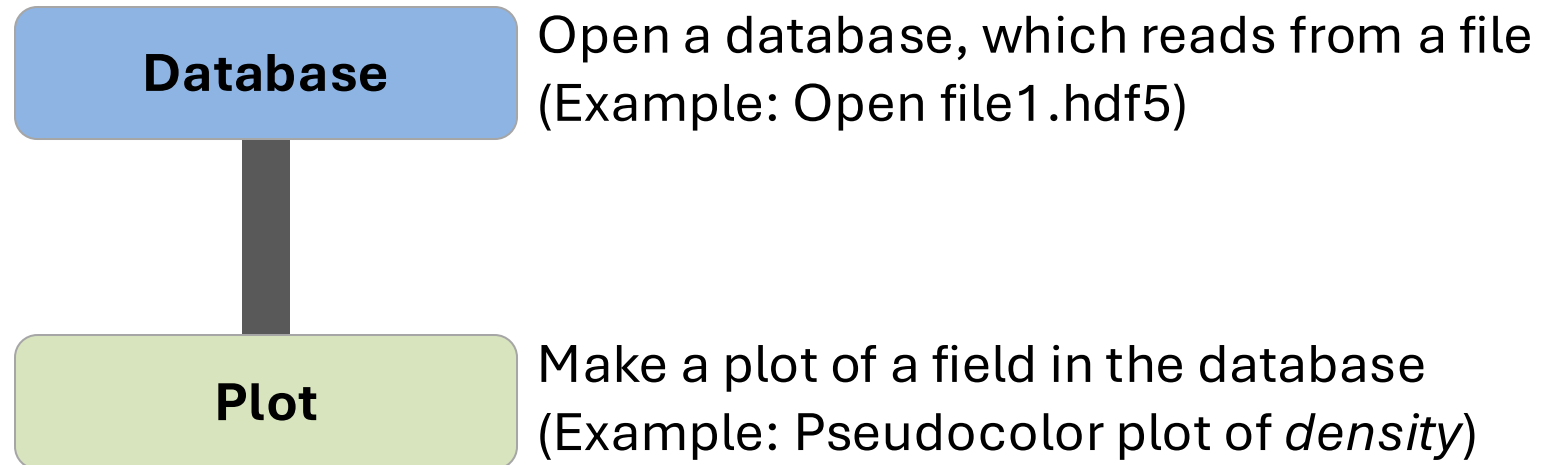 Database
Open a database, which reads from a file
(Example: Open file1.hdf5)
Plot
Make a plot of a field in the database
(Example: Pseudocolor plot of density)